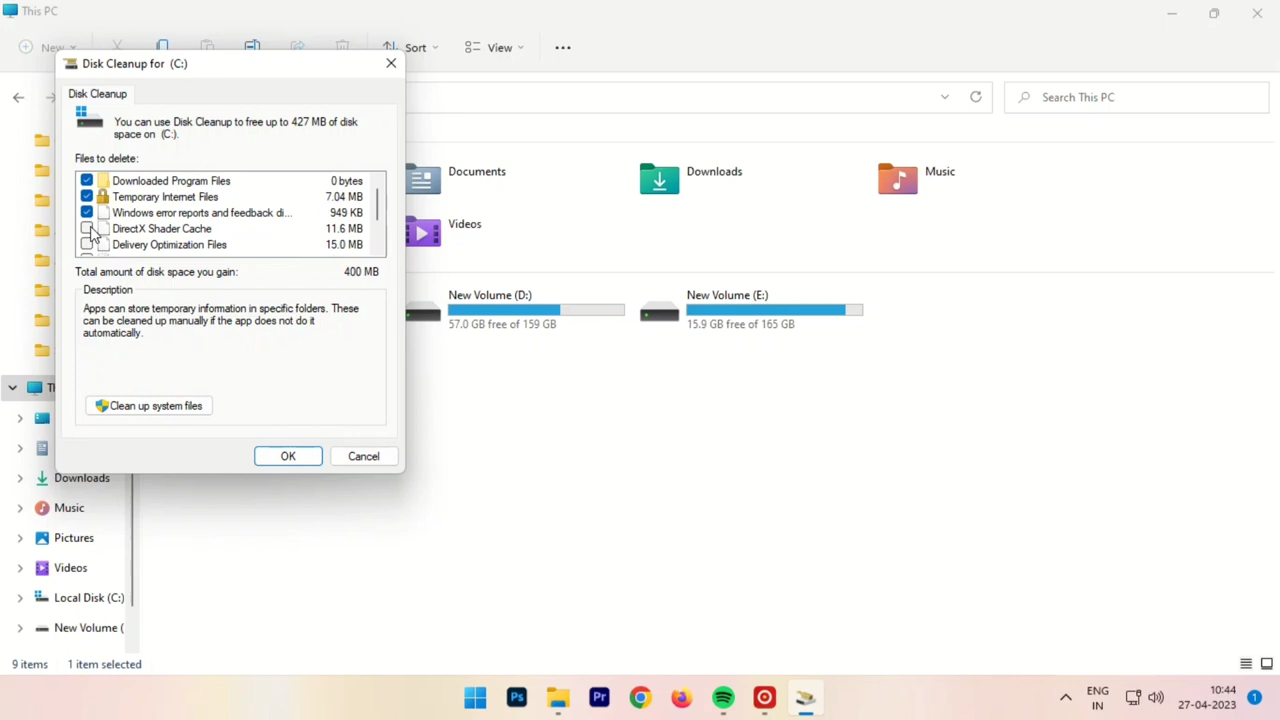 This PC
New
Sort
View
Search This PC
Disk Cleanup for (C:)
Disk Cleanup
You can use Disk Cleanup to free up to 427 MB of disk
space on (C:).
Files to delete:
Downloaded Program Files 0 bytes
Temporary Internet Files 7.04 MB
Windows error reports and feedback di... 949 KB
DirectX Shader Cache 11.6 MB
Delivery Optimization Files 15.0 MB
Total amount of disk space you gain: 400 MB
Description
Apps can store temporary information in specific folders. These
can be cleaned up manually if the app does not do it
automatically.
Clean up system files
OK Cancel
Documents
Downloads
Music
Videos
New Volume (D:)
57.0 GB free of 159 GB
New Volume (E:)
15.9 GB free of 165 GB
Downloads
Music
Pictures
Videos
Local Disk (C:)
New Volume (
9 items 1 item selected
Ps
Pr
ENG
IN
10:44
27-04-2023
1